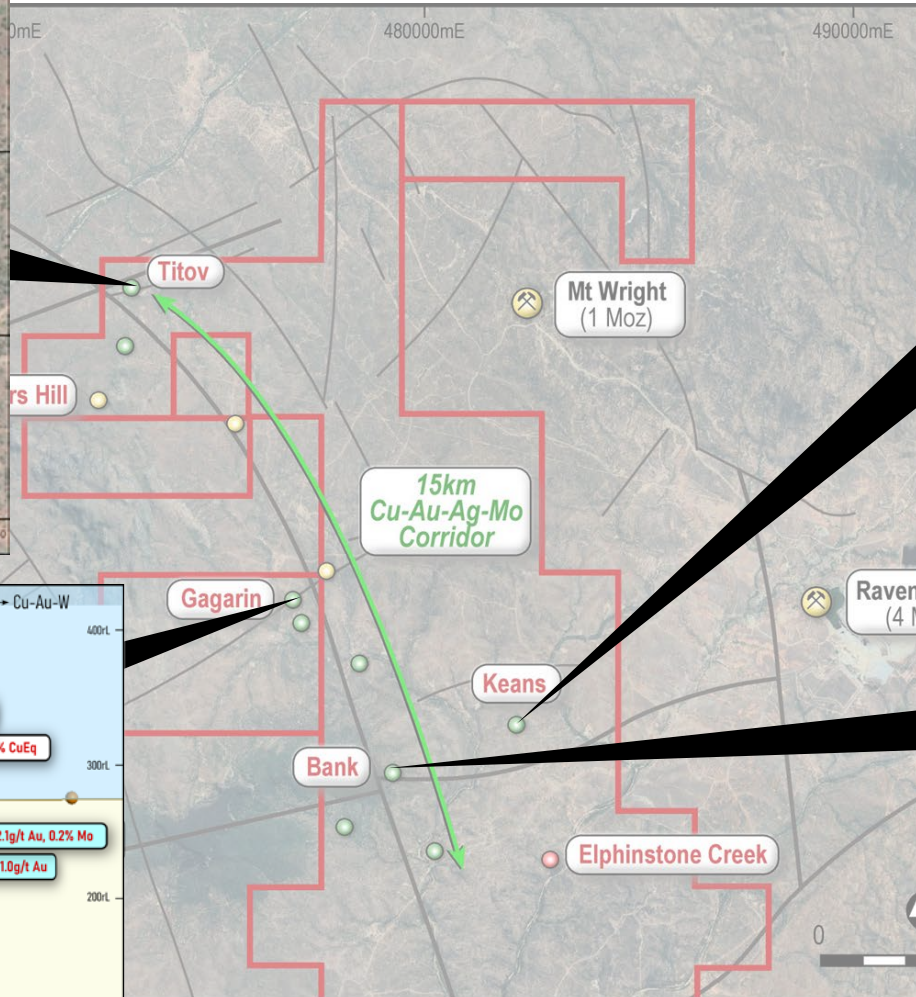 0mE
480000mE
490000mE
Titov
Mt Wright
(1 Moz)
rs Hill
15km
Cu-Au-Ag-Mo
Corridor
Gagarin
Raven
(4 M
Cu-Au-W
400rL
Keans
% CuEq
300rL
Bank
2.1g/t Au, 0.2% Mo
1.0g/t Au
Elphinstone Creek
200rL
0